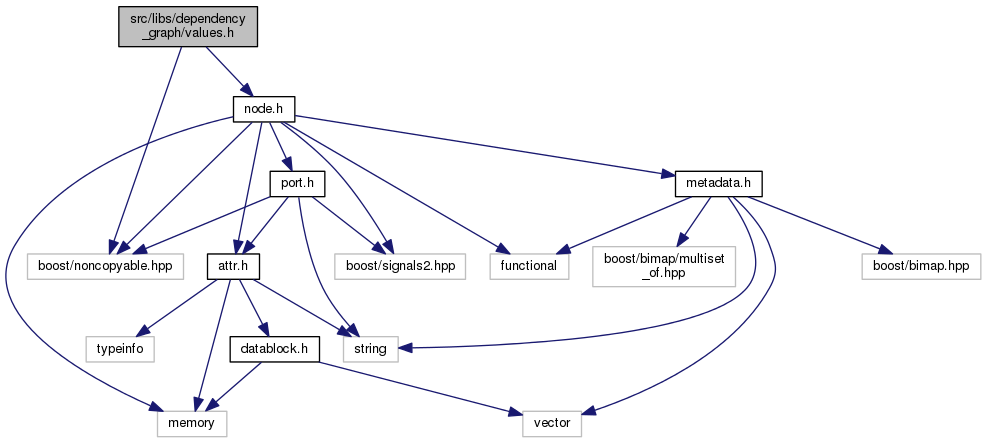 src/libs/dependency
_graph/values.h
node.h
port.h
metadata.h
boost/noncopyable.hpp
attr.h
boost/signals2.hpp
functional
boost/bimap/multiset
_of.hpp
boost/bimap.hpp
typeinfo
datablock.h
string
memory
vector